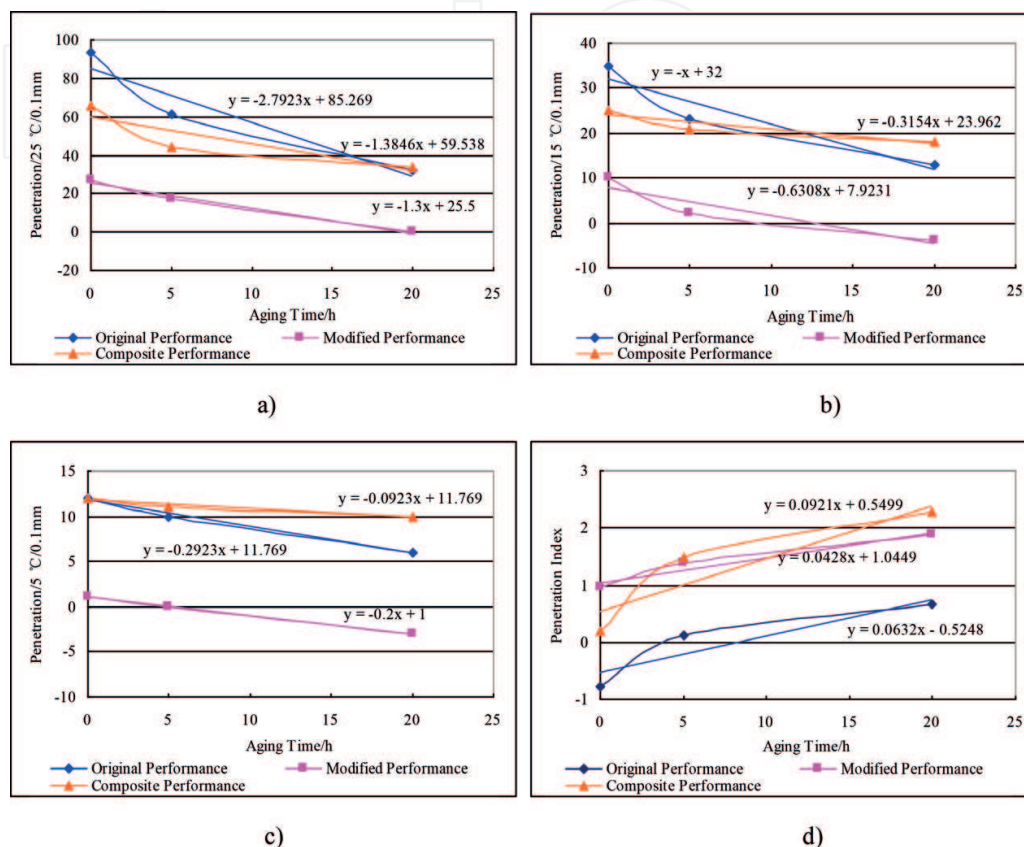 100
80
60
40
20
0
-20
Penetration/25 ℃/0.1mm
y = -2.7923x + 85.269
y = -1.3846x + 59.538
y = -1.3x + 25.5
0 5 10 15 20 25
Aging Time/h
Original Performance Modified Performance
Composite Performance
a)
40
30
20
10
0
-10
Penetration/15 ℃/0.1mm
y = -x + 32
y = -0.3154x + 23.962
y = -0.6308x + 7.9231
0 5 10 15 20 25
Aging Time/h
Original Performance Modified Performance
Composite Performance
b)
15
10
5
0
-5
-10
Penetration/5 ℃/0.1mm
y = -0.0923x + 11.769
y = -0.2923x + 11.769
y = -0.2x + 1
0 5 10 15 20 25
Aging Time/h
Original Performance Modified Performance
Composite Performance
c)
3
2
1
0
-1
Penetration Index
y = 0.0921x + 0.5499
y = 0.0428x + 1.0449
y = 0.0632x - 0.5248
0 5 10 15 20 25
Aging Time/h
Original Performance Modified Performance
Composite Performance
d)